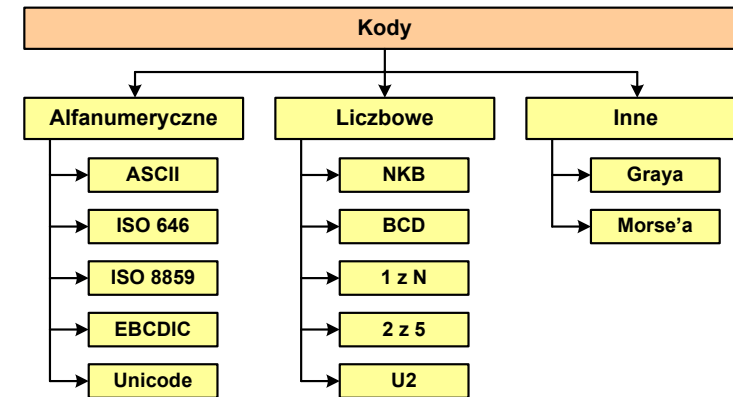 Kody
Alfanumeryczne
ASCII
ISO 646
ISO 8859
EBCDIC
Unicode
Liczbowe
NKB
BCD
1 z N
2 z 5
U2
Inne
Graya
Morse’a